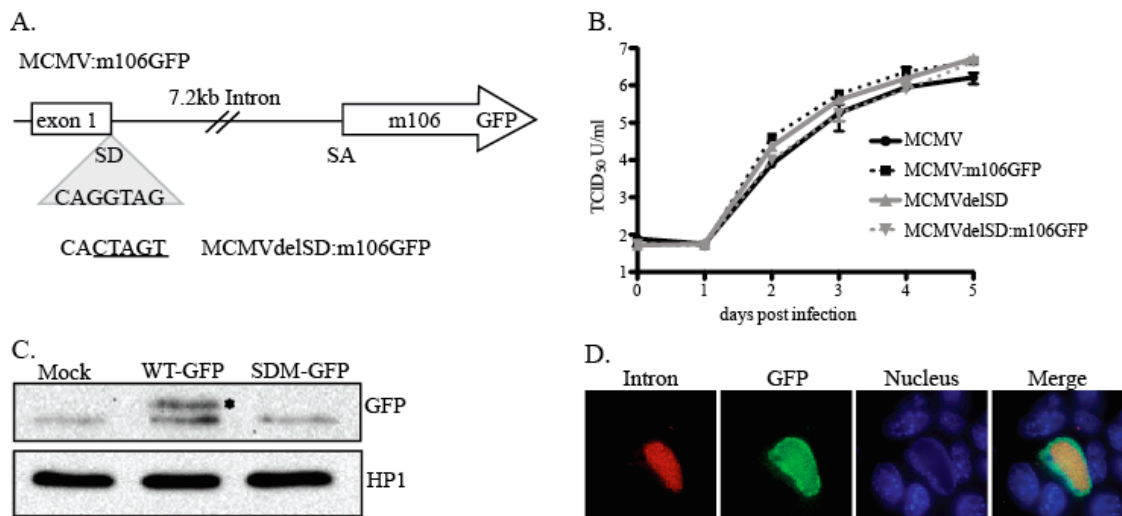 A.
MCMV:m106GFP
7.2kb Intron
exon 1
m106
GFP
SD
SA
CAGGTAG
CACTAGT MCMVdelSD:m106GFP
B.
TCID50 U/ml
7
6
5
4
3
2
1
0 1 2 3 4 5
days post infection
MCMV
MCMV:m106GFP
MCMVdelSD
MCMVdelSD:m106GFP
C.
Mock WT-GFP SDM-GFP
*
GFP
HP1
D.
Intron GFP Nucleus Merge